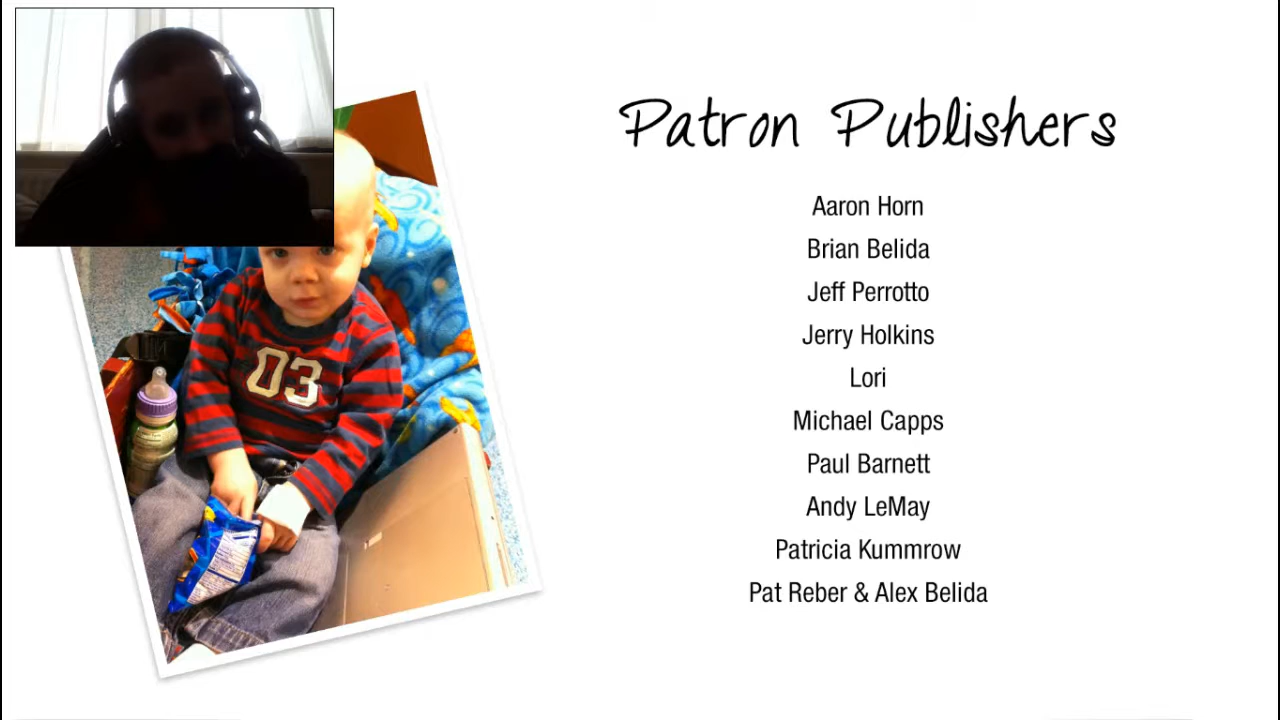 Patron Publishers
Aaron Horn
Brian Belida
Jeff Perrotto
Jerry Holkins
Lori
Michael Capps
Paul Barnett
Andy LeMay
Patricia Kummrow
Pat Reber & Alex Belida
03